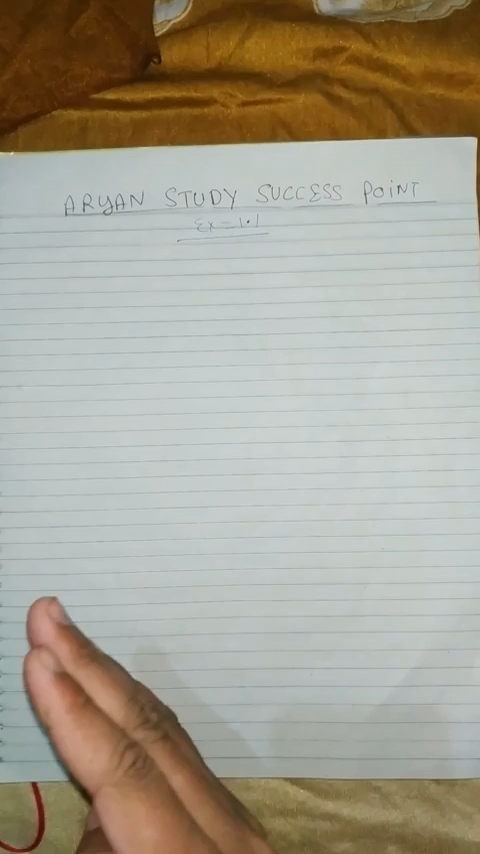 ARYAN STUDY SUCCESS POINT
Ex = 1.1